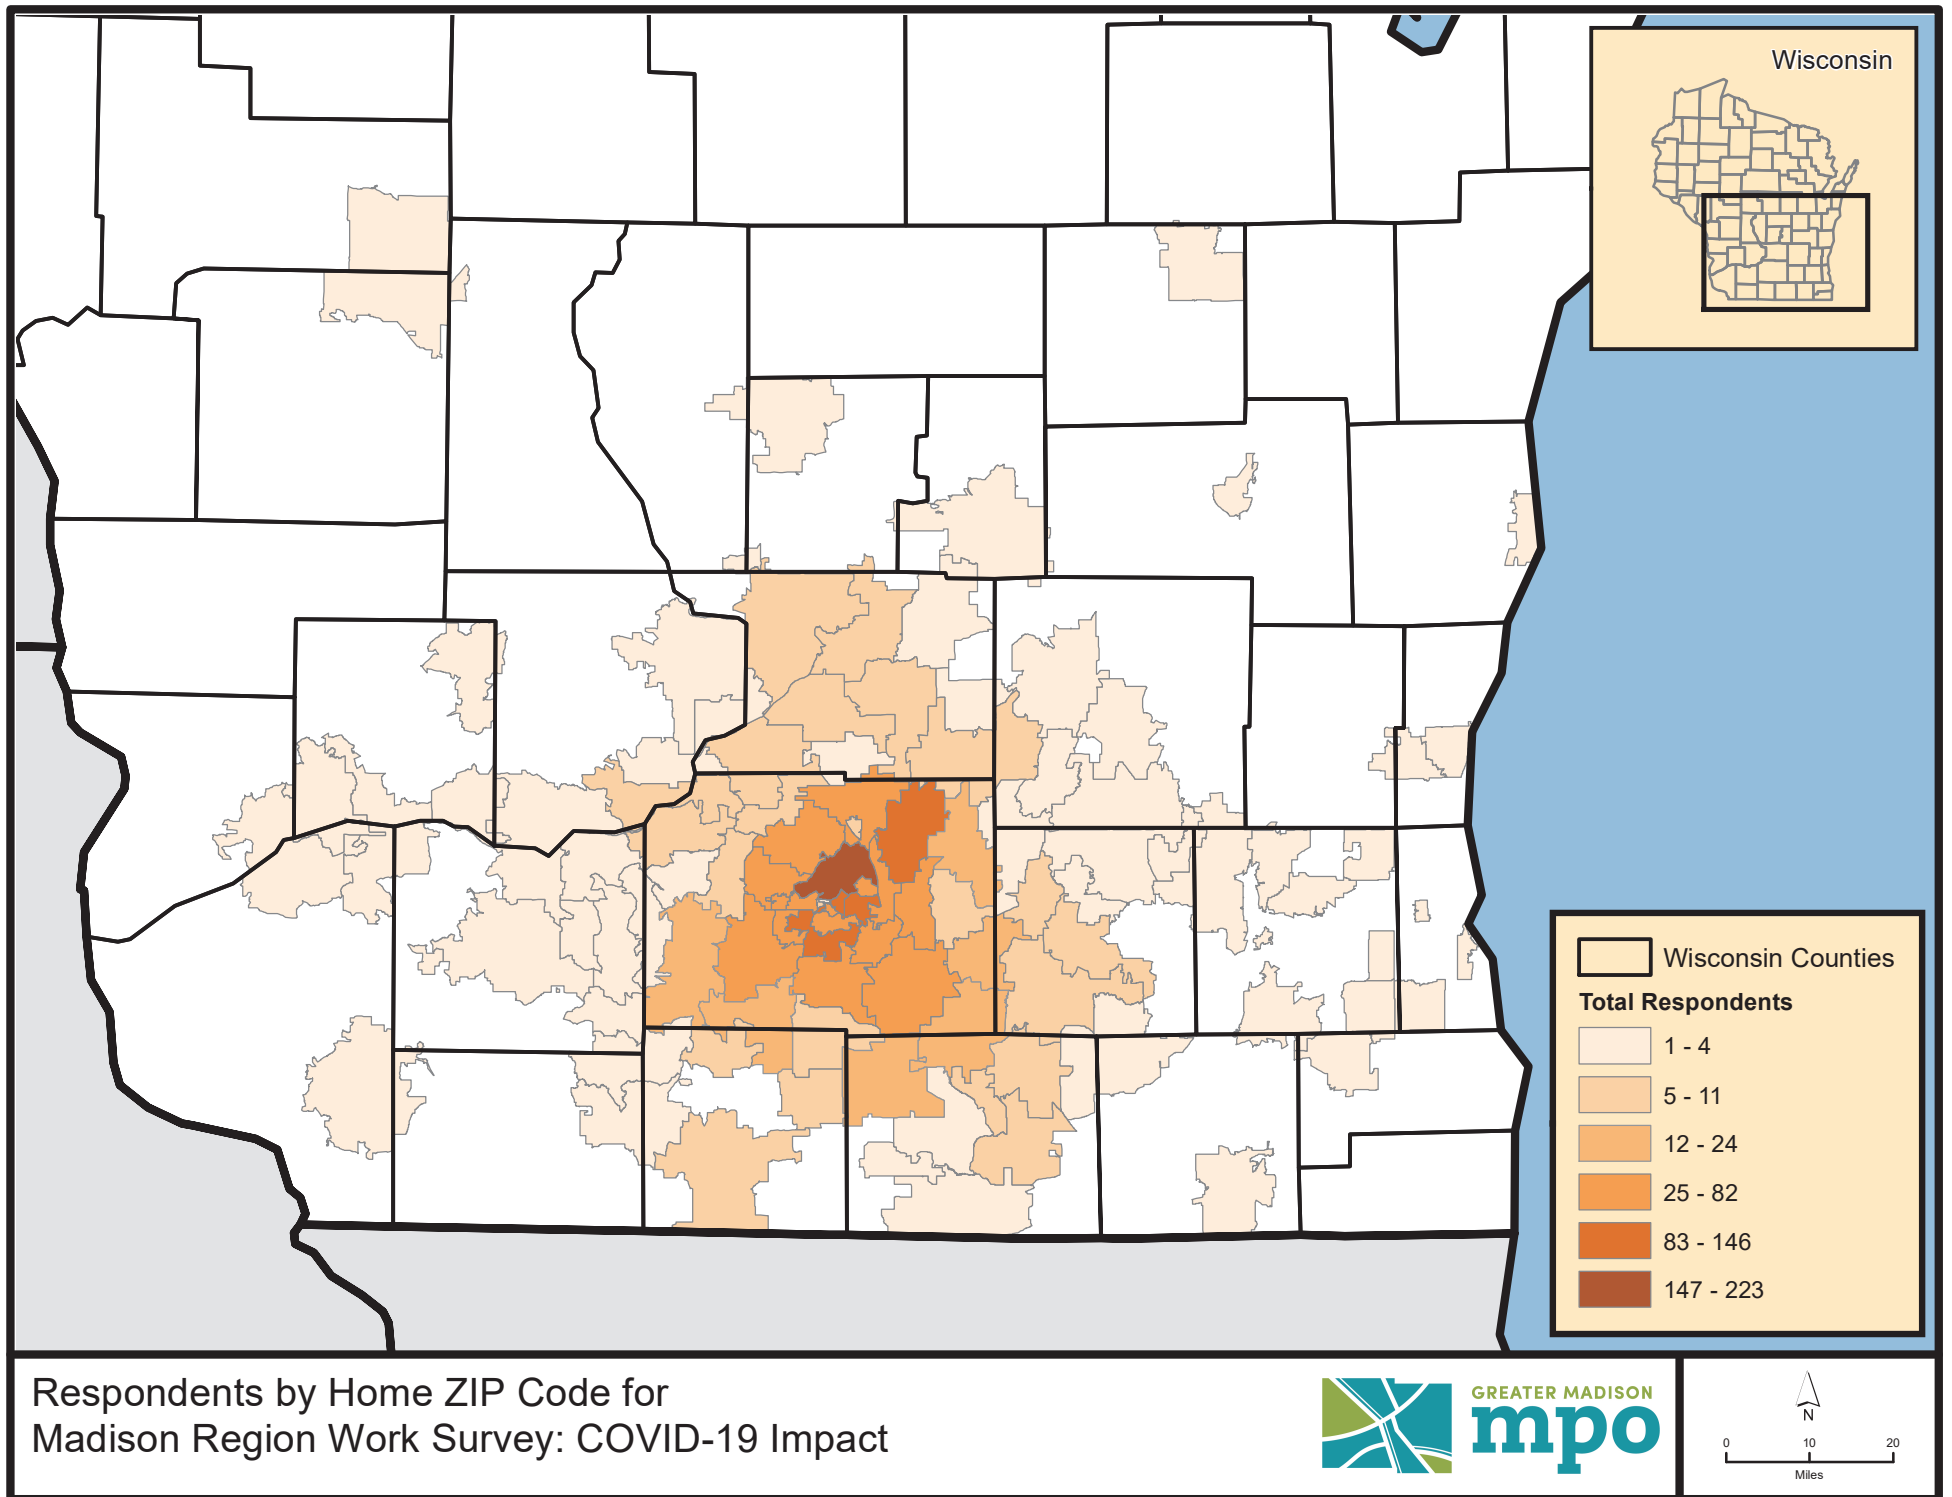 Wisconsin
Wisconsin Counties
Total Respondents
1 - 4
5 - 11
12 - 24
25 - 82
83 - 146
147 - 223
Respondents by Home ZIP Code for
Madison Region Work Survey: COVID-19 Impact
GREATER MADISON
mpo
N
0 10 20
Miles